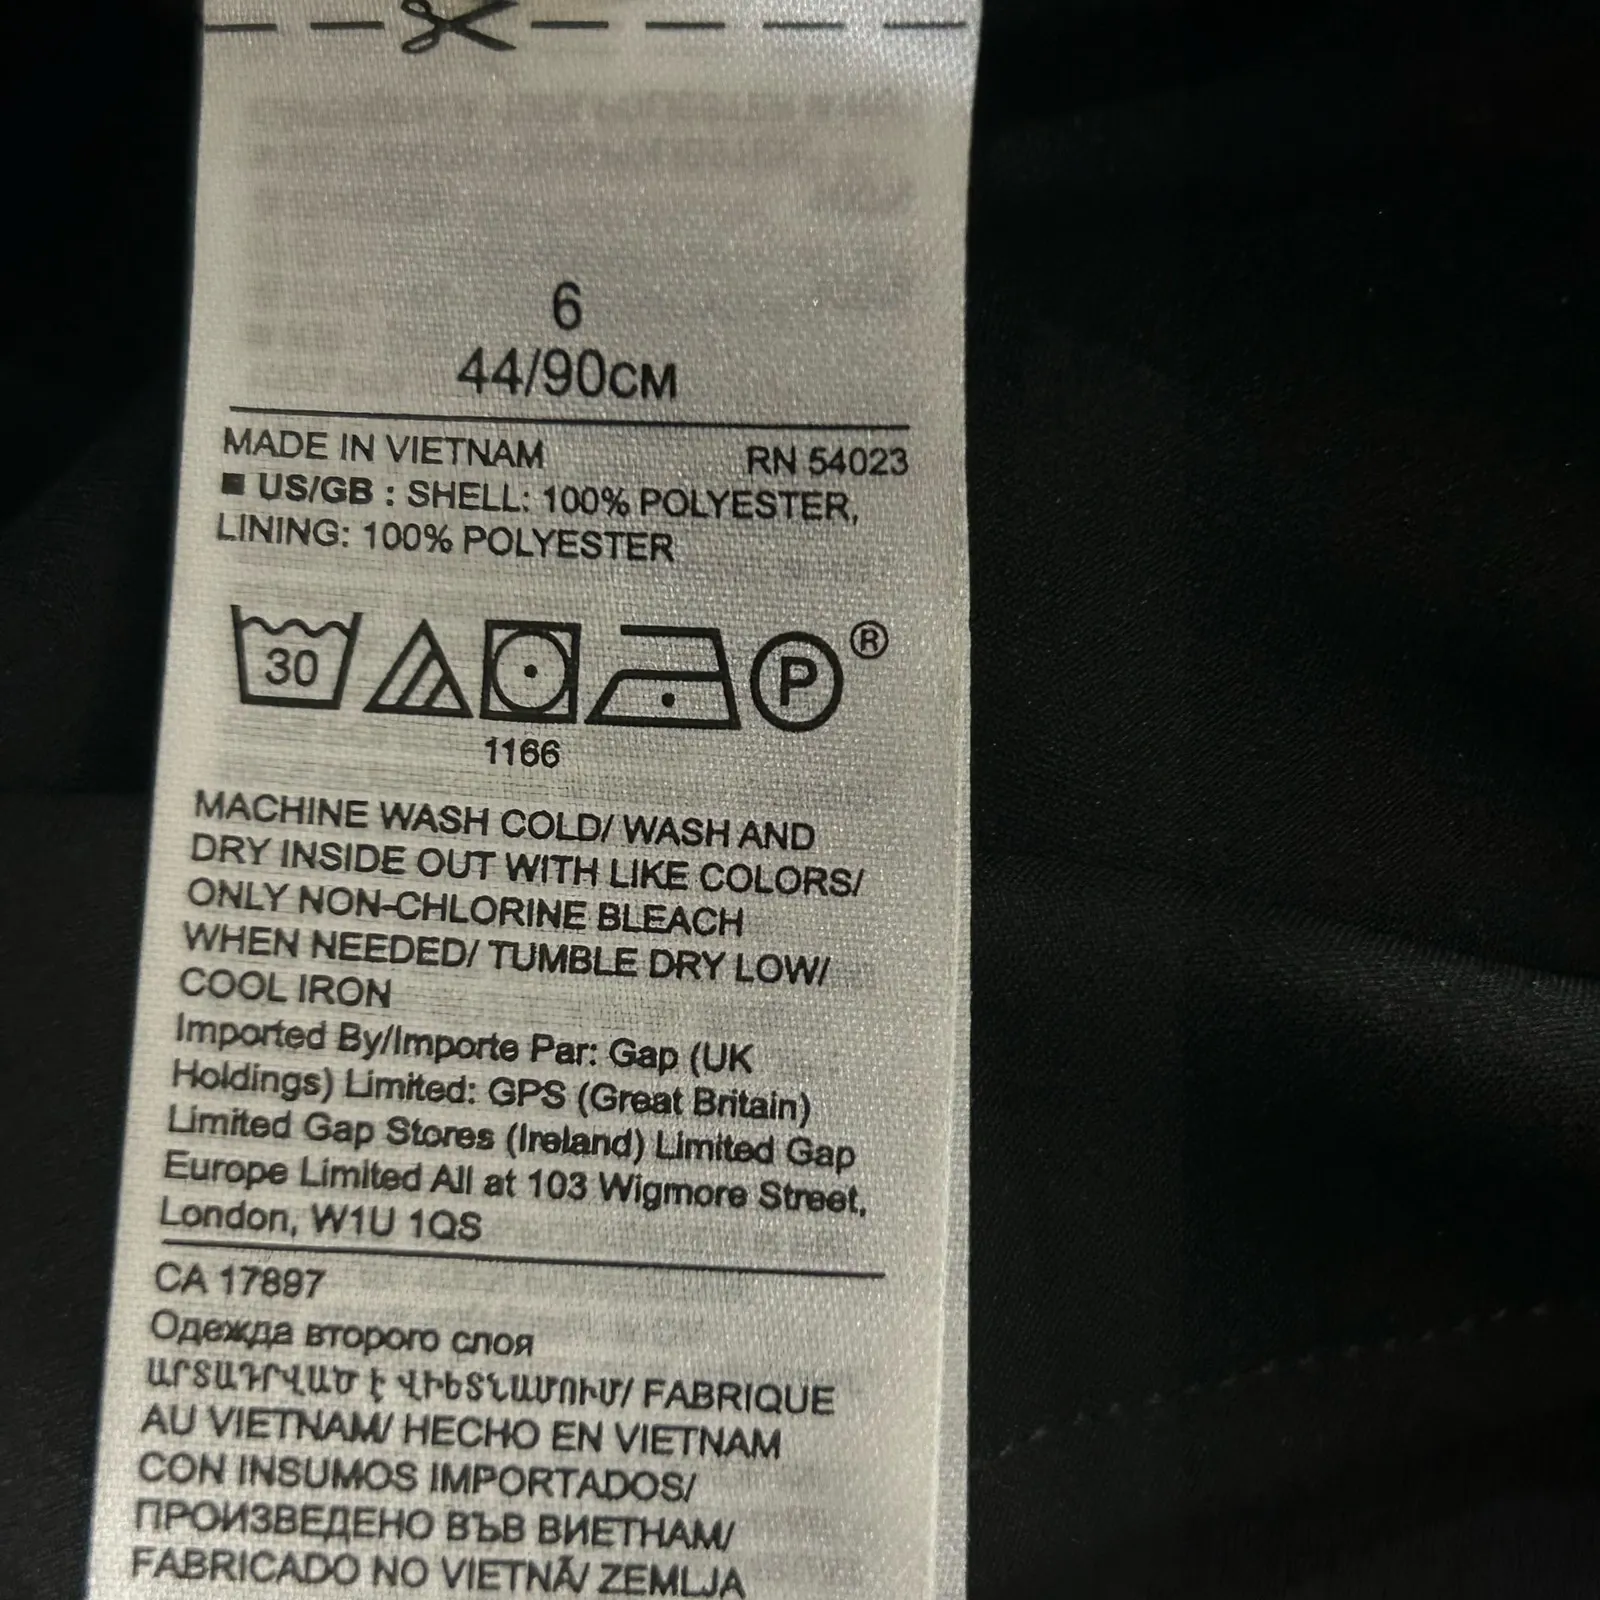 6
44/90CM
MADE IN VIETNAM RN 54023
■ US/GB : SHELL: 100% POLYESTER,
LINING: 100% POLYESTER
30 P ®
1166
MACHINE WASH COLD/ WASH AND
DRY INSIDE OUT WITH LIKE COLORS/
ONLY NON-CHLORINE BLEACH
WHEN NEEDED/ TUMBLE DRY LOW/
COOL IRON
Imported By/Importe Par: Gap (UK
Holdings) Limited: GPS (Great Britain)
Limited Gap Stores (Ireland) Limited Gap
Europe Limited All at 103 Wigmore Street,
London, W1U 1QS
CA 17897
Одежда второго слоя
ԱՐՏԱԴՐՎԱԾ Է ՎԻԵՏՆԱՄՈՒՄ/ FABRIQUE
AU VIETNAM/ HECHO EN VIETNAM
CON INSUMOS IMPORTADOS/
ПРОИЗВЕДЕНО ВЪВ ВИЕТНАМ/
FABRICADO NO VIETNÃ/ ZEMLJA